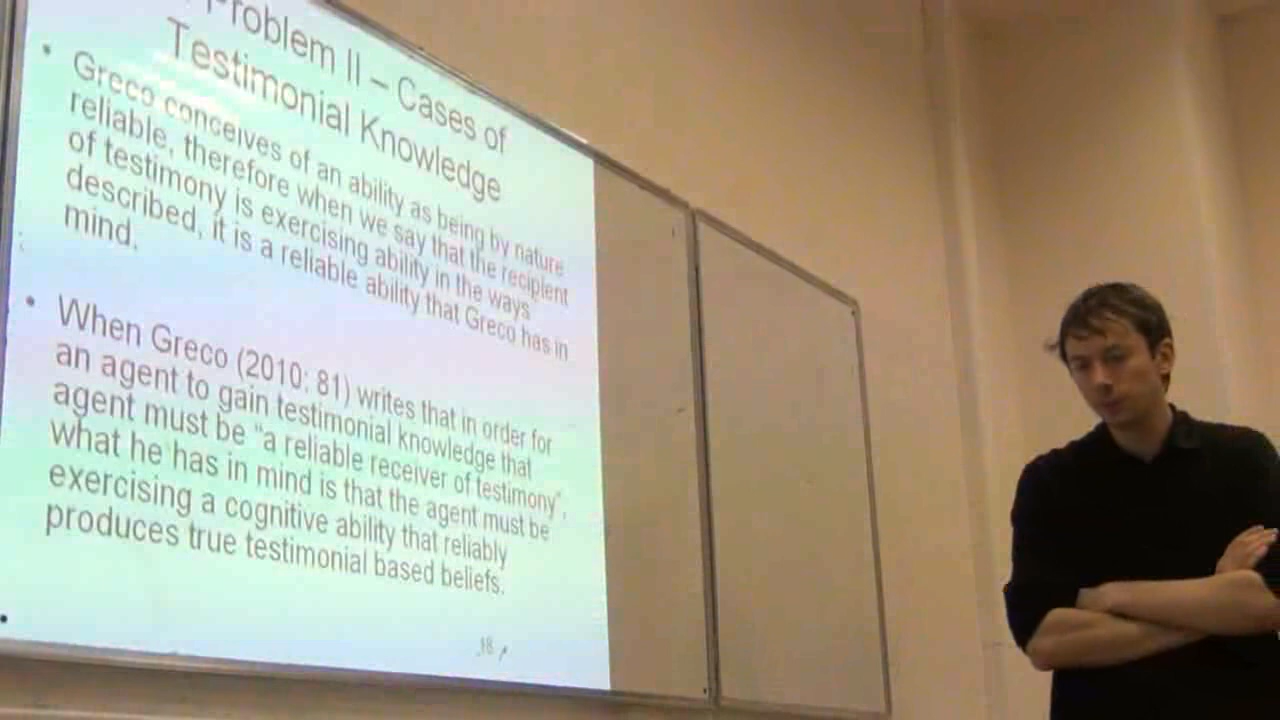 Problem II – Cases of
Testimonial Knowledge
• Greco conceives of an ability as being by nature
reliable, therefore when we say that the recipient
of testimony is exercising ability in the ways
described, it is a reliable ability that Greco has in
mind.
• When Greco (2010: 81) writes that in order for
an agent to gain testimonial knowledge that
agent must be “a reliable receiver of testimony”,
what he has in mind is that the agent must be
exercising a cognitive ability that reliably
produces true testimonial based beliefs.
18